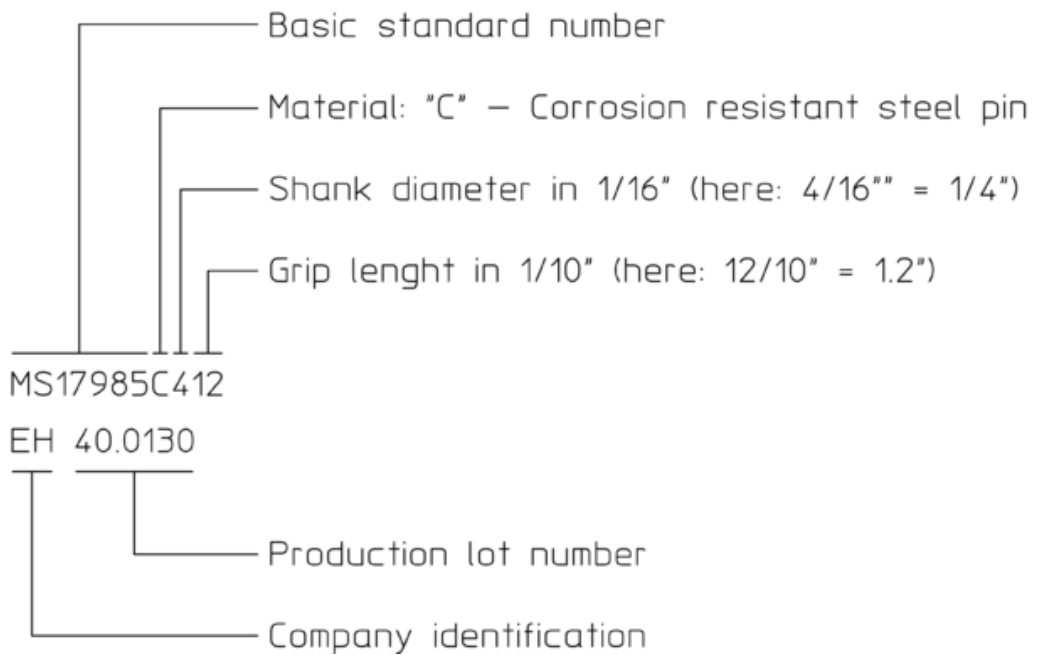 Basic standard number
Material: "C" – Corrosion resistant steel pin
Shank diameter in 1/16" (here: 4/16"" = 1/4")
Grip lenght in 1/10" (here: 12/10" = 1.2")
MS17985C412
EH 40.0130
Production lot number
Company identification